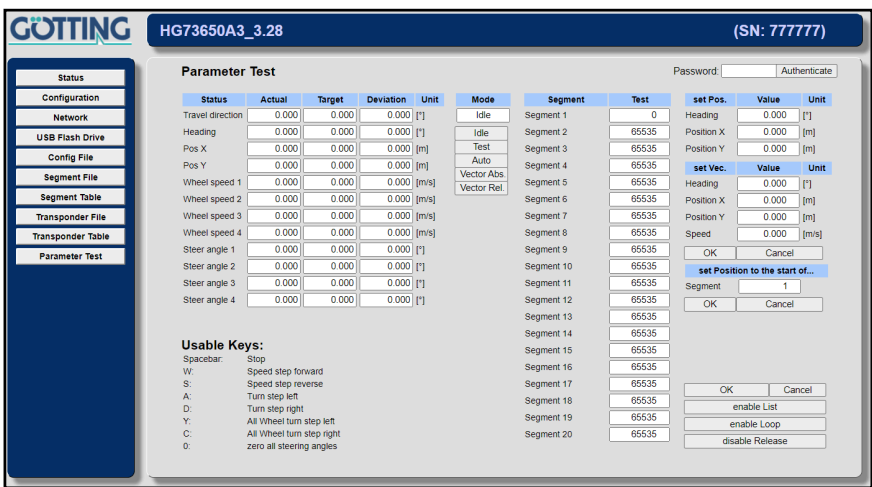 GÖTTING
HG73650A3_3.28 (SN: 777777)
Status
Configuration
Network
USB Flash Drive
Config File
Segment File
Segment Table
Transponder File
Transponder Table
Parameter Test
Parameter Test
Password: Authenticate
Status Actual Target Deviation Unit
Travel direction 0.000 0.000 0.000 [°]
Heading 0.000 0.000 0.000 [°]
Pos X 0.000 0.000 0.000 [m]
Pos Y 0.000 0.000 0.000 [m]
Wheel speed 1 0.000 0.000 0.000 [m/s]
Wheel speed 2 0.000 0.000 0.000 [m/s]
Wheel speed 3 0.000 0.000 0.000 [m/s]
Wheel speed 4 0.000 0.000 0.000 [m/s]
Steer angle 1 0.000 0.000 0.000 [°]
Steer angle 2 0.000 0.000 0.000 [°]
Steer angle 3 0.000 0.000 0.000 [°]
Steer angle 4 0.000 0.000 0.000 [°]
Usable Keys:
Spacebar: Stop
W: Speed step forward
S: Speed step reverse
A: Turn step left
D: Turn step right
Y: All Wheel turn step left
C: All Wheel turn step right
0: zero all steering angles
Mode
Idle
Idle
Test
Auto
Vector Abs.
Vector Rel.
Segment Test
Segment 1 0
Segment 2 65535
Segment 3 65535
Segment 4 65535
Segment 5 65535
Segment 6 65535
Segment 7 65535
Segment 8 65535
Segment 9 65535
Segment 10 65535
Segment 11 65535
Segment 12 65535
Segment 13 65535
Segment 14 65535
Segment 15 65535
Segment 16 65535
Segment 17 65535
Segment 18 65535
Segment 19 65535
Segment 20 65535
set Pos. Value Unit
Heading 0.000 [°]
Position X 0.000 [m]
Position Y 0.000 [m]
set Vec. Value Unit
Heading 0.000 [°]
Position X 0.000 [m]
Position Y 0.000 [m]
Speed 0.000 [m/s]
OK Cancel
set Position to the start of...
Segment 1
OK Cancel
OK Cancel
enable List
enable Loop
disable Release